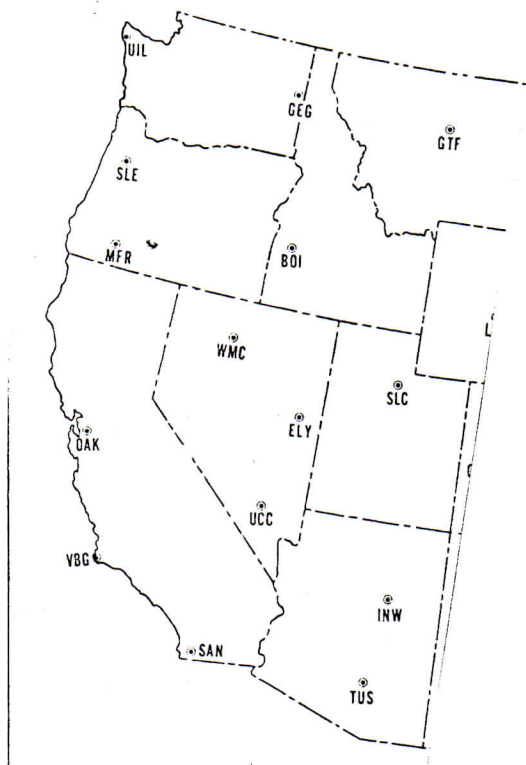 UIL
GEG
GTF
SLE
MFR
BOI
WMC
SLC
OAK
ELY
UCC
VBG
INW
SAN
TUS